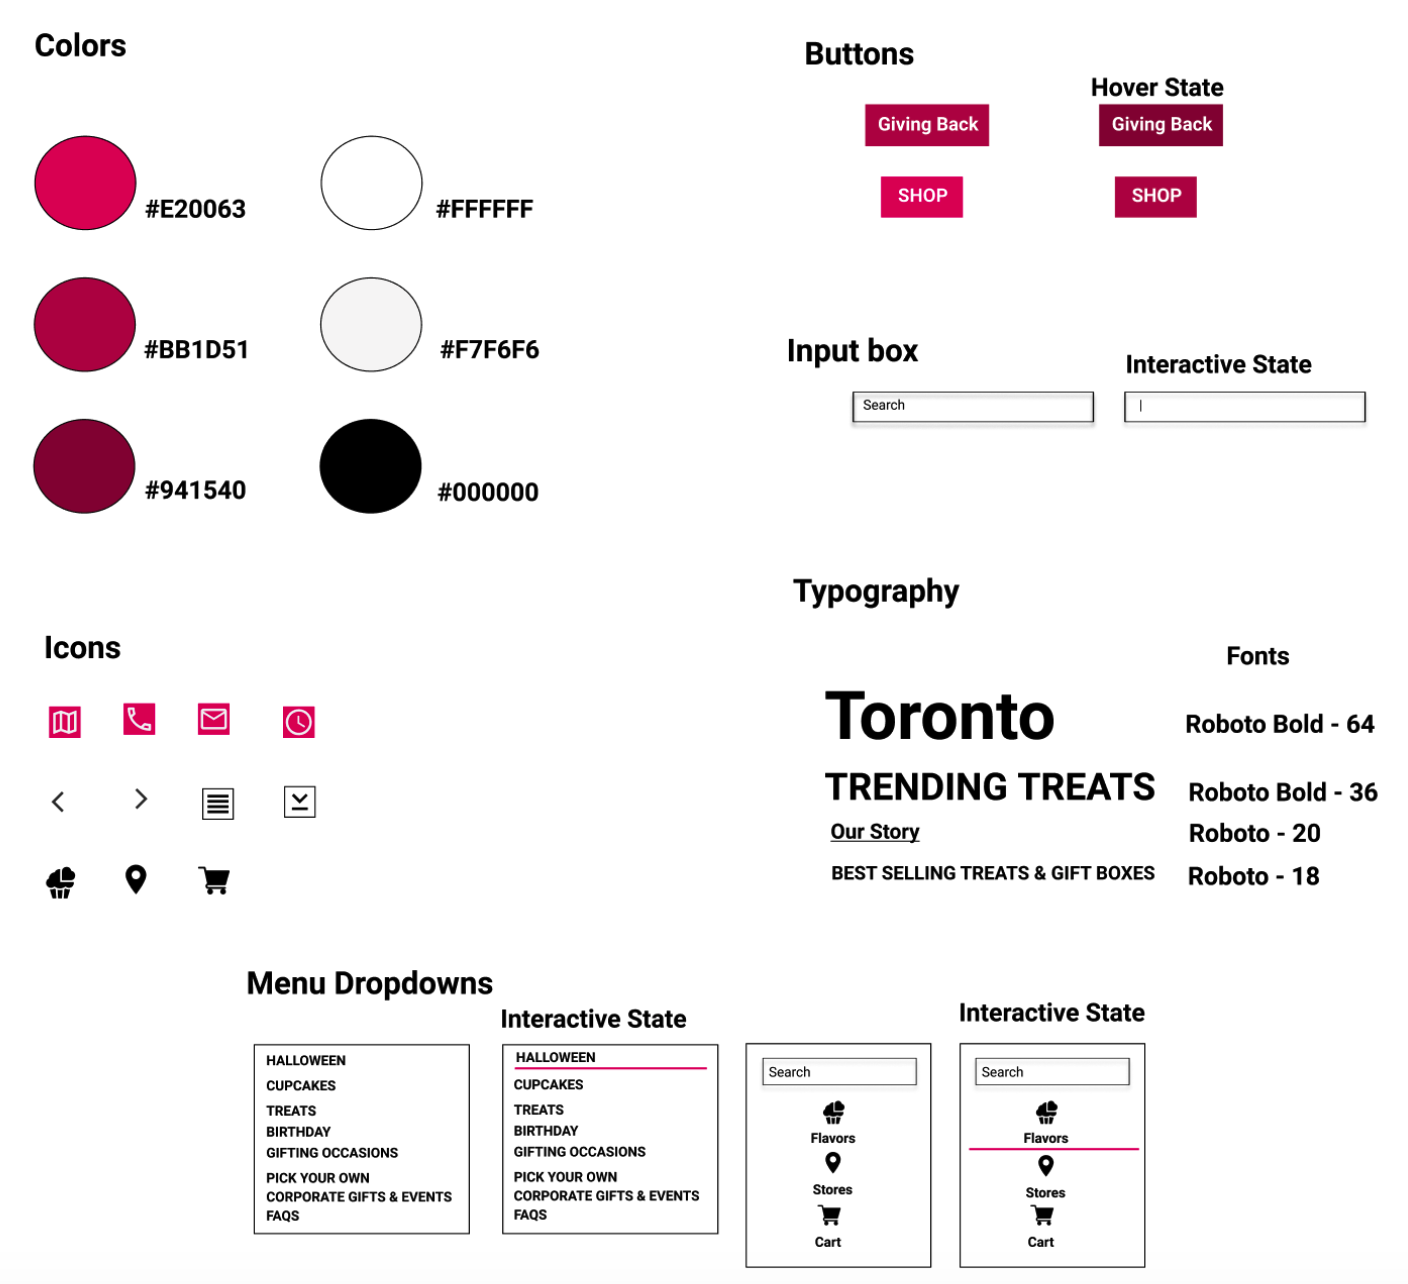 Colors
#E20063
#FFFFFF
#BB1D51
#F7F6F6
#941540
#000000
Buttons
Hover State
Giving Back
Giving Back
SHOP
SHOP
Input box
Interactive State
Search
|
Icons
Typography
Fonts
Toronto
Roboto Bold - 64
TRENDING TREATS
Roboto Bold - 36
Our Story
Roboto - 20
BEST SELLING TREATS & GIFT BOXES
Roboto - 18
Menu Dropdowns
HALLOWEEN
CUPCAKES
TREATS
BIRTHDAY
GIFTING OCCASIONS
PICK YOUR OWN
CORPORATE GIFTS & EVENTS
FAQS
Interactive State
HALLOWEEN
CUPCAKES
TREATS
BIRTHDAY
GIFTING OCCASIONS
PICK YOUR OWN
CORPORATE GIFTS & EVENTS
FAQS
Search
Flavors
Stores
Cart
Interactive State
Search
Flavors
Stores
Cart